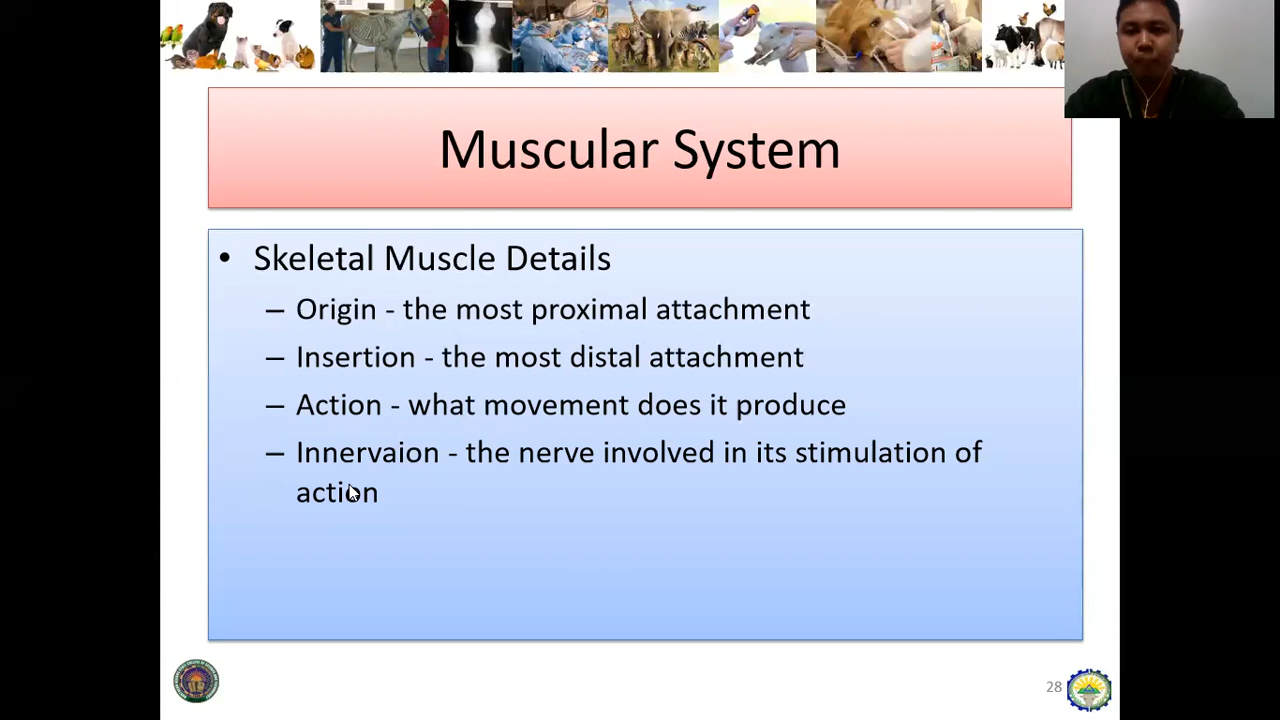 Muscular System
• Skeletal Muscle Details
– Origin - the most proximal attachment
– Insertion - the most distal attachment
– Action - what movement does it produce
– Innervaion - the nerve involved in its stimulation of
action
28